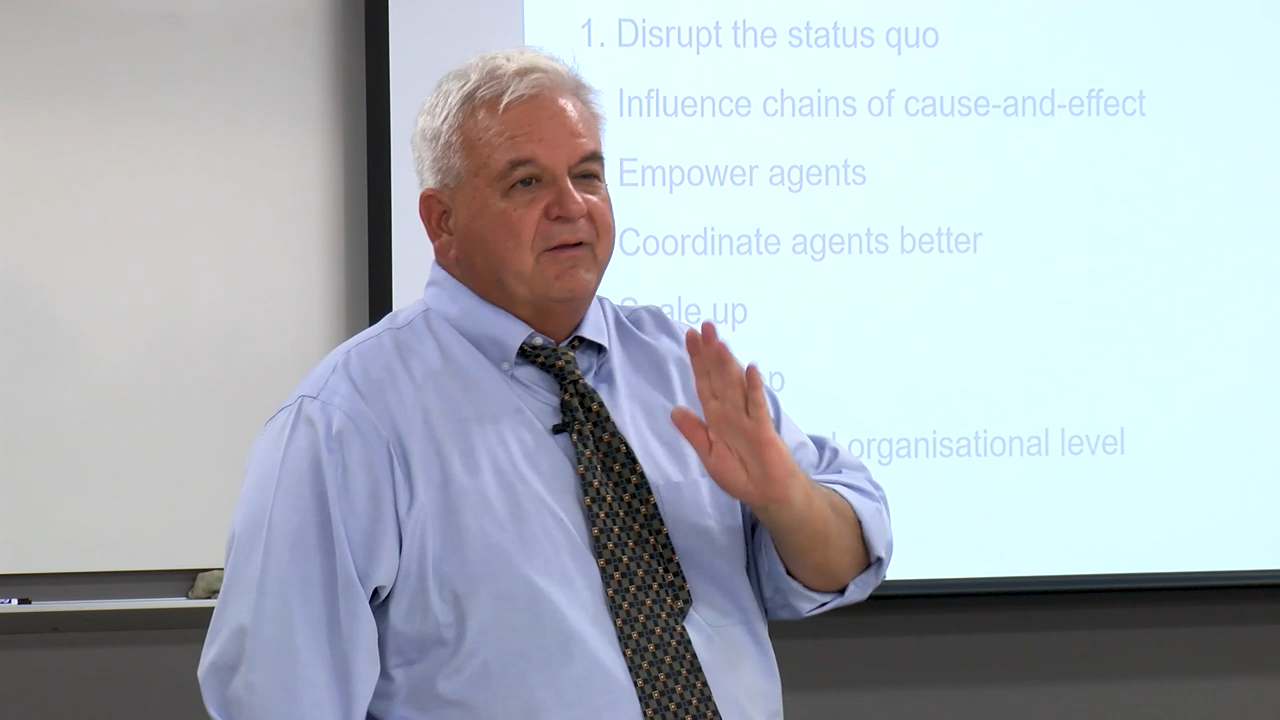 1. Disrupt the status quo
Influence chains of cause-and-effect
Empower agents
Coordinate agents better
Scale up
organisational level